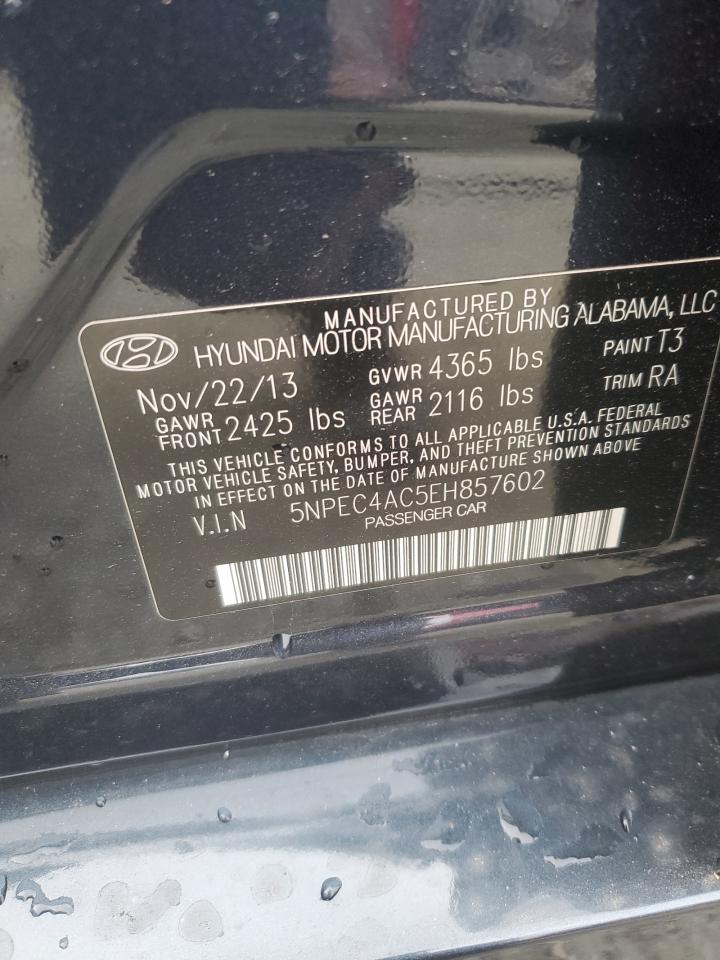 MANUFACTURED BY
HYUNDAI MOTOR MANUFACTURING ALABAMA, LLC
Nov/22/13 GVWR 4365 lbs PAINT T3
GAWR FRONT 2425 lbs GAWR REAR 2116 lbs TRIM RA
THIS VEHICLE CONFORMS TO ALL APPLICABLE U.S.A. FEDERAL
MOTOR VEHICLE SAFETY, BUMPER, AND THEFT PREVENTION STANDARDS
IN EFFECT ON THE DATE OF MANUFACTURE SHOWN ABOVE
V.I.N 5NPEC4AC5EH857602
PASSENGER CAR